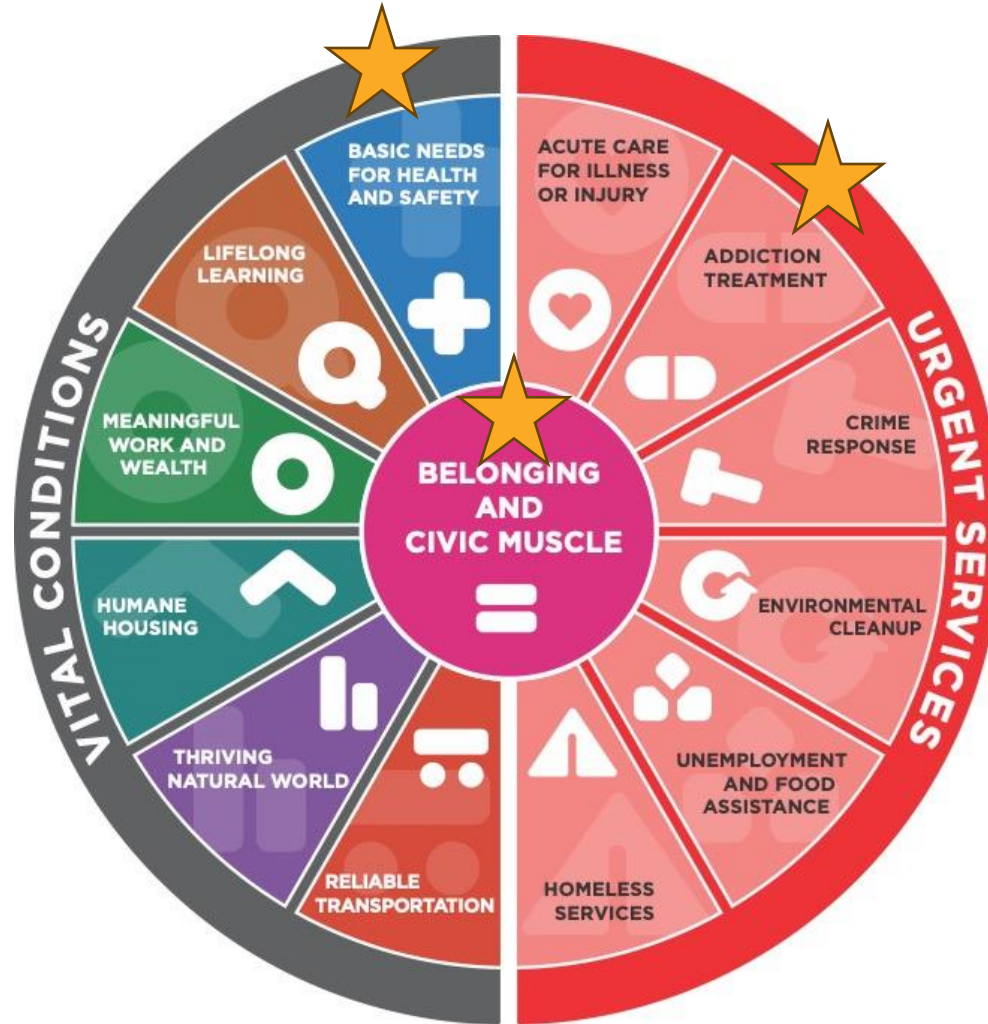 BASIC NEEDS
FOR HEALTH
AND SAFETY
LIFELONG
LEARNING
MEANINGFUL
WORK AND
WEALTH
HUMANE
HOUSING
THRIVING
NATURAL WORLD
RELIABLE
TRANSPORTATION
VITAL CONDITIONS
BELONGING
AND
CIVIC MUSCLE
ACUTE CARE
FOR ILLNESS
OR INJURY
ADDICTION
TREATMENT
CRIME
RESPONSE
ENVIRONMENTAL
CLEANUP
UNEMPLOYMENT
AND FOOD
ASSISTANCE
HOMELESS
SERVICES
URGENT SERVICES